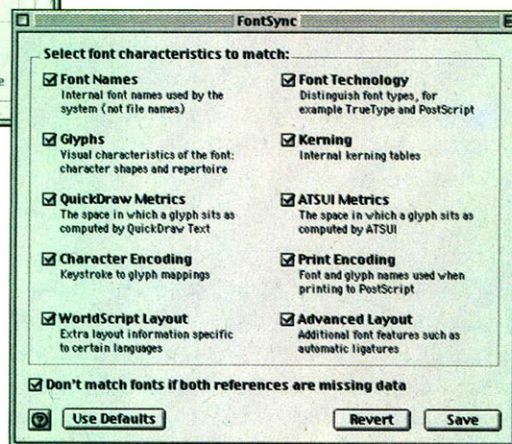 FontSync
Select font characteristics to match:
Font Names
Internal font names used by the
system (not file names)
Font Technology
Distinguish font types, for
example TrueType and PostScript
Glyphs
Visual characteristics of the font:
character shapes and repertoire
Kerning
Internal kerning tables
QuickDraw Metrics
The space in which a glyph sits as
computed by QuickDraw Text
ATSUI Metrics
The space in which a glyph sits as
computed by ATSUI
Character Encoding
Keystroke to glyph mappings
Print Encoding
Font and glyph names used when
printing to PostScript
WorldScript Layout
Extra layout information specific
to certain languages
Advanced Layout
Additional font features such as
automatic ligatures
Don't match fonts if both references are missing data
?
Use Defaults
Revert
Save